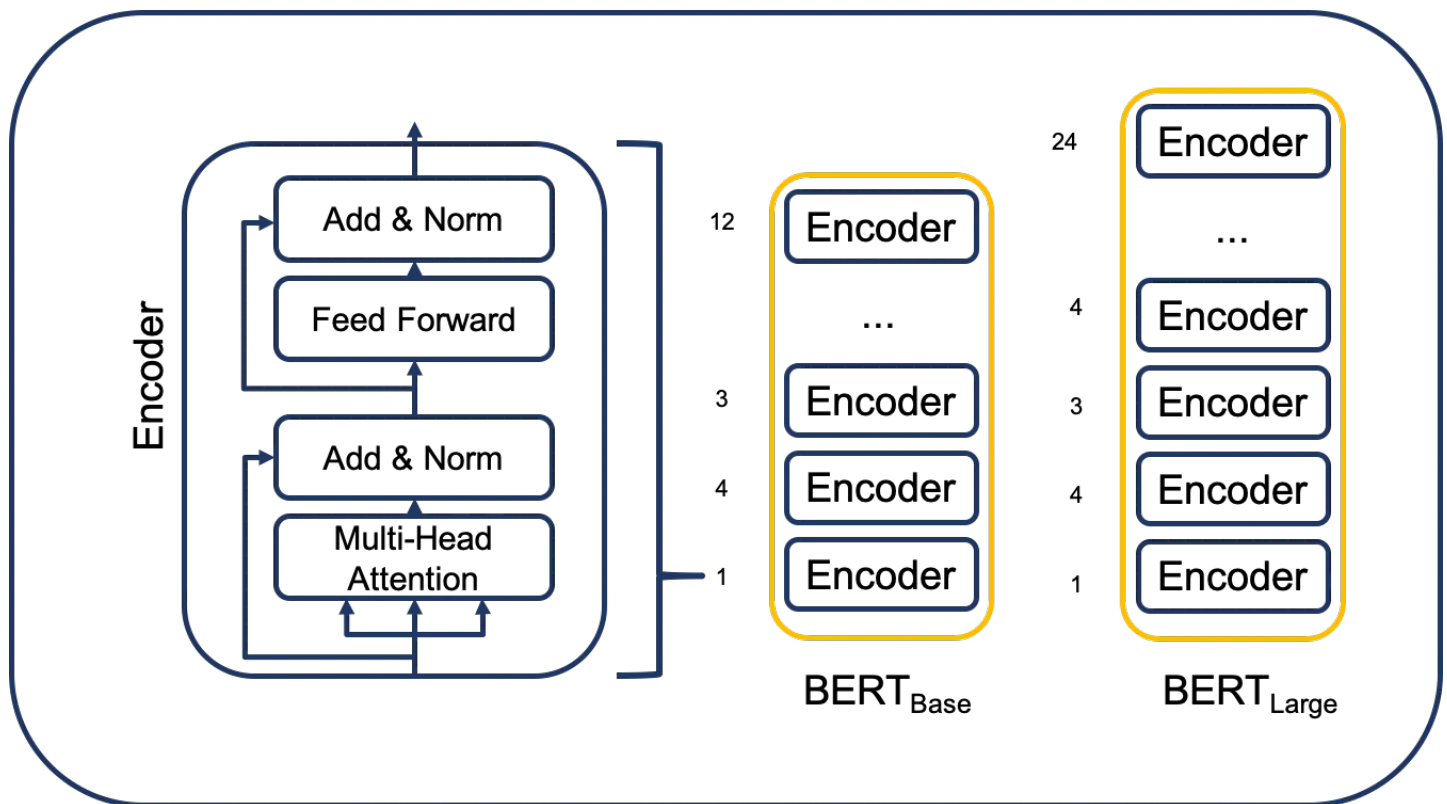 Encoder
Add & Norm
Feed Forward
Add & Norm
Multi-Head
Attention
12
Encoder
...
3
Encoder
4
Encoder
1
Encoder
BERTBase
24
Encoder
...
4
Encoder
3
Encoder
4
Encoder
1
Encoder
BERTLarge